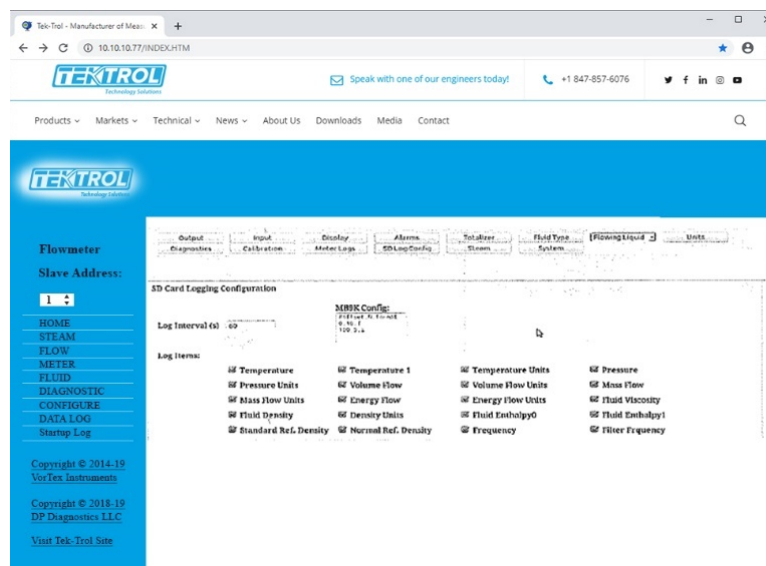 Tek-Trol - Manufacturer of Meas
10.10.10.77/INDEX.HTM
TEKTROL
Technology Solutions
Speak with one of our engineers today!
+1 847-857-6076
Products Markets Technical News About Us Downloads Media Contact
TEKTROL
Technology Solutions
Flowmeter
Slave Address:
1
HOME
STEAM
FLOW
METER
FLUID
DIAGNOSTIC
CONFIGURE
DATA LOG
Startup Log
Copyright © 2014-19
VorTex Instruments
Copyright © 2018-19
DP Diagnostics LLC
Visit Tek-Trol Site
Output Input Display Alarms Totalizer Fluid Type [Flowing Liquid Units
Diagnostics Calibration Meter Logs SD Log Config Steam System
SD Card Logging Configuration
Log Interval (s) 60
Config:
Log Items:
Temperature Temperature 1 Temperature Units Pressure
Pressure Units Volume Flow Volume Flow Units Mass Flow
Mass Flow Units Energy Flow Energy Flow Units Fluid Viscosity
Fluid Density Density Units Fluid Enthalpy0 Fluid Enthalpy1
Standard Ref. Density Normal Ref. Density Frequency Filter Frquency